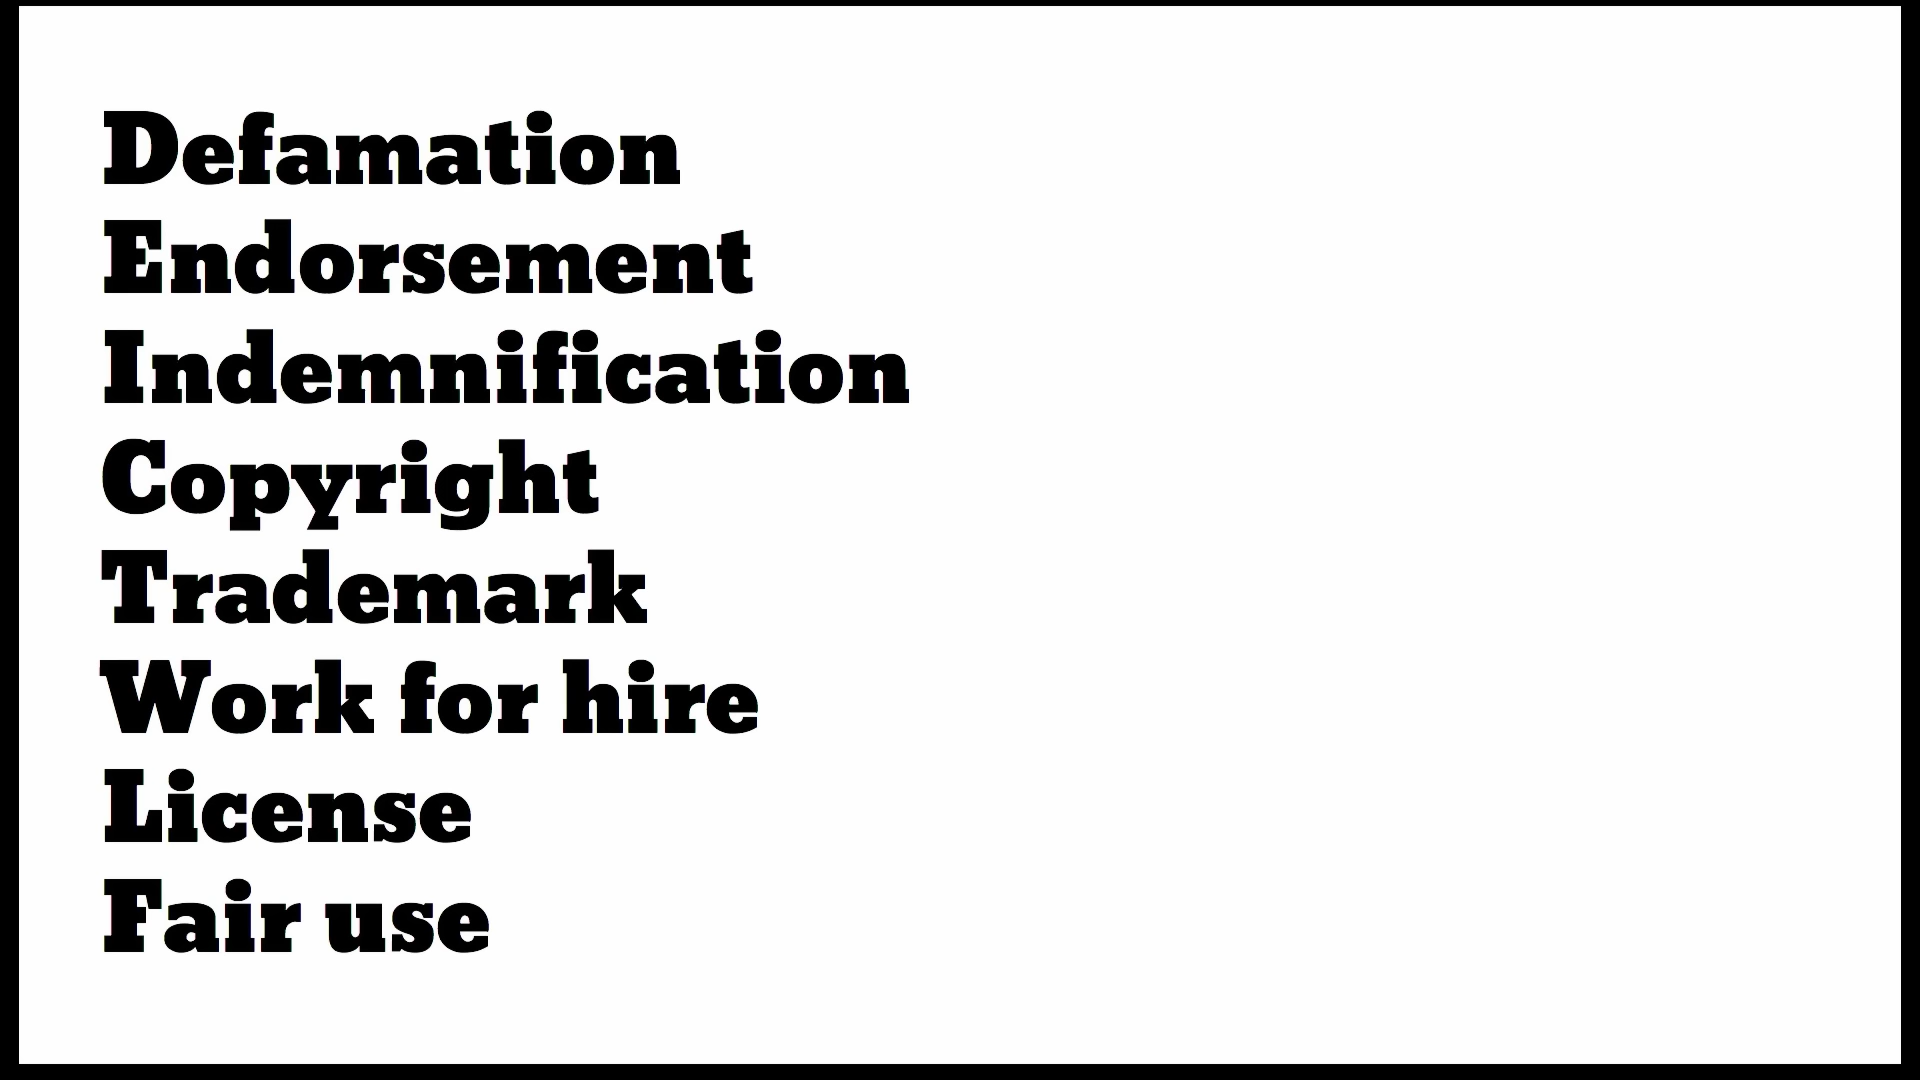 Defamation
Endorsement
Indemnification
Copyright
Trademark
Work for hire
License
Fair use